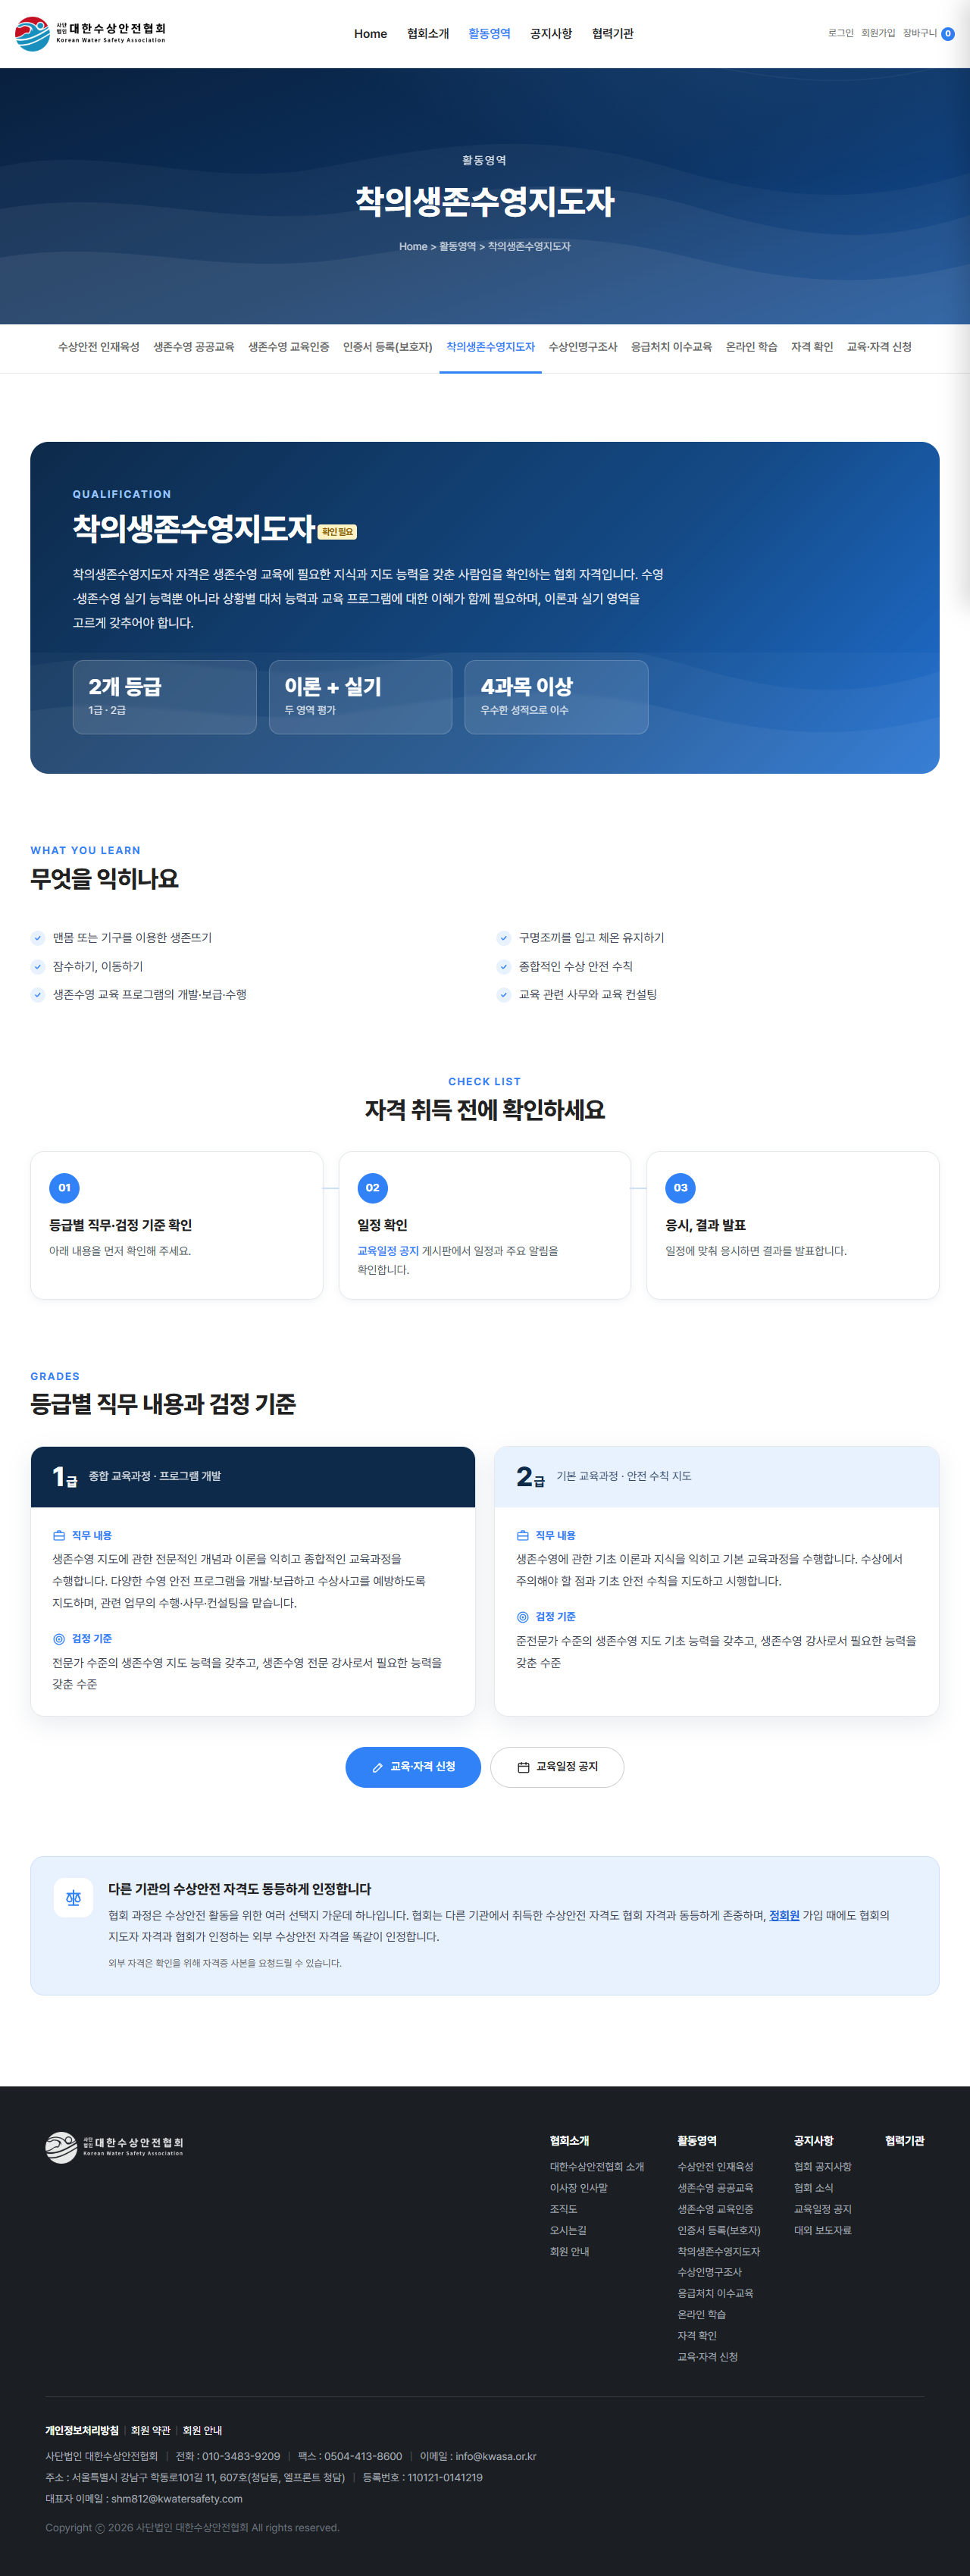 사단법인 대한수상안전협회
Korean Water Safety Association
Home 협회소개 활동영역 공지사항 협력기관
로그인 회원가입 장바구니 0
활동영역
착의생존수영지도자
Home > 활동영역 > 착의생존수영지도자
수상안전 인재육성 생존수영 공공교육 생존수영 교육인증 인증서 등록(보호자) 착의생존수영지도자 수상인명구조사 응급처치 이수교육 온라인 학습 자격 확인 교육·자격 신청
QUALIFICATION
착의생존수영지도자 확인 필요
착의생존수영지도자 자격은 생존수영 교육에 필요한 지식과 지도 능력을 갖춘 사람임을 확인하는 협회 자격입니다. 수영
·생존수영 실기 능력뿐 아니라 상황별 대처 능력과 교육 프로그램에 대한 이해가 함께 필요하며, 이론과 실기 영역을
고르게 갖추어야 합니다.
2개 등급
1급 · 2급
이론 + 실기
두 영역 평가
4과목 이상
우수한 성적으로 이수
WHAT YOU LEARN
무엇을 익히나요
맨몸 또는 기구를 이용한 생존뜨기
구명조끼를 입고 체온 유지하기
잠수하기, 이동하기
종합적인 수상 안전 수칙
생존수영 교육 프로그램의 개발·보급·수행
교육 관련 사무와 교육 컨설팅
CHECK LIST
자격 취득 전에 확인하세요
01
등급별 직무·검정 기준 확인
아래 내용을 먼저 확인해 주세요.
02
일정 확인
교육일정 공지 게시판에서 일정과 주요 알림을
확인합니다.
03
응시, 결과 발표
일정에 맞춰 응시하면 결과를 발표합니다.
GRADES
등급별 직무 내용과 검정 기준
1급 종합 교육과정 · 프로그램 개발
직무 내용
생존수영 지도에 관한 전문적인 개념과 이론을 익히고 종합적인 교육과정을
수행합니다. 다양한 수영 안전 프로그램을 개발·보급하고 수상사고를 예방하도록
지도하며, 관련 업무의 수행·사무·컨설팅을 맡습니다.
검정 기준
전문가 수준의 생존수영 지도 능력을 갖추고, 생존수영 전문 강사로서 필요한 능력을
갖춘 수준
2급 기본 교육과정 · 안전 수칙 지도
직무 내용
생존수영에 관한 기초 이론과 지식을 익히고 기본 교육과정을 수행합니다. 수상에서
주의해야 할 점과 기초 안전 수칙을 지도하고 시행합니다.
검정 기준
준전문가 수준의 생존수영 지도 기초 능력을 갖추고, 생존수영 강사로서 필요한 능력을
갖춘 수준
교육·자격 신청
교육일정 공지
다른 기관의 수상안전 자격도 동등하게 인정합니다
협회 과정은 수상안전 활동을 위한 여러 선택지 가운데 하나입니다. 협회는 다른 기관에서 취득한 수상안전 자격도 협회 자격과 동등하게 존중하며, 정회원 가입 때에도 협회의
지도자 자격과 협회가 인정하는 외부 수상안전 자격을 똑같이 인정합니다.
외부 자격은 확인을 위해 자격증 사본을 요청드릴 수 있습니다.
사단법인 대한수상안전협회
Korean Water Safety Association
협회소개
대한수상안전협회 소개
이사장 인사말
조직도
오시는길
회원 안내
활동영역
수상안전 인재육성
생존수영 공공교육
생존수영 교육인증
인증서 등록(보호자)
착의생존수영지도자
수상인명구조사
응급처치 이수교육
온라인 학습
자격 확인
교육·자격 신청
공지사항
협회 공지사항
협회 소식
교육일정 공지
대외 보도자료
협력기관
개인정보처리방침 | 회원 약관 | 회원 안내
사단법인 대한수상안전협회 | 전화 : 010-3483-9209 | 팩스 : 0504-413-8600 | 이메일 : info@kwasa.or.kr
주소 : 서울특별시 강남구 학동로101길 11, 607호(청담동, 엘프론트 청담) | 등록번호 : 110121-0141219
대표자 이메일 : shm812@kwatersafety.com
Copyright ⓒ 2026 사단법인 대한수상안전협회 All rights reserved.